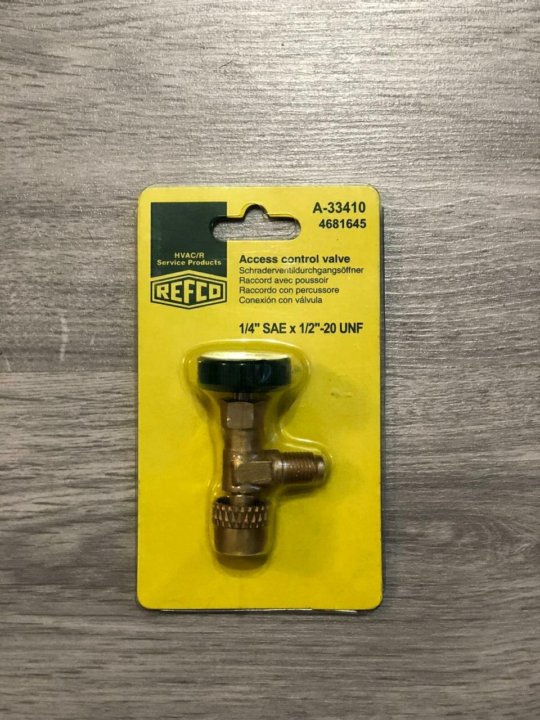 A-33410
4681645
HVAC/R
Service Products
REFCO
Access control valve
Schraderventildurchgangsöffner
Raccord avec poussoir
Raccordo con percussore
Conexión con válvula
1/4" SAE x 1/2"-20 UNF